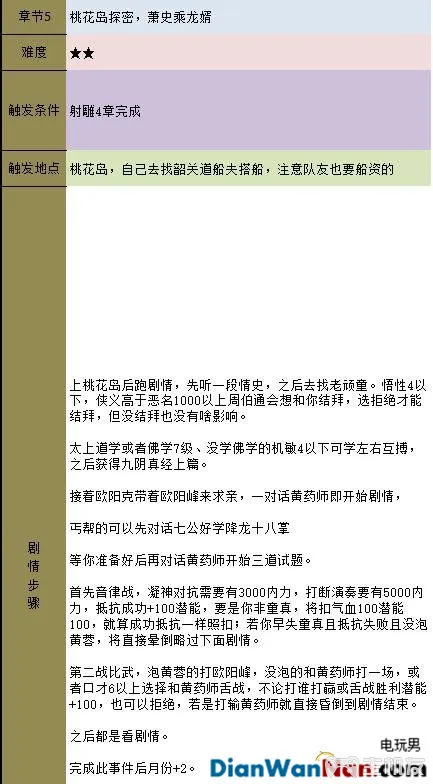 章节5
桃花岛探密，萧史乘龙婿
难度
★★
触发条件
射雕4章完成
触发地点
桃花岛，自己去找韶关道船夫搭船，注意队友也要船资的
剧情步骤
上桃花岛后跑剧情，先听一段情史，之后去找老顽童。悟性4以
下，侠义高于恶名1000以上周伯通会想和你结拜，选拒绝才能
结拜，但没结拜也没有啥影响。
太上道学或者佛学7级、没学佛学的机敏4以下可学左右互搏，
之后获得九阴真经上篇。
接着欧阳克带着欧阳峰来求亲，一对话黄药师即开始剧情，
丐帮的可以先对话七公好学降龙十八掌
等你准备好后再对话黄药师开始三道试题。
首先音律战，凝神对抗需要有3000内力，打断演奏要有5000内
力，抵抗成功+100潜能，要是你非童真，将扣气血100潜能
100，就算成功抵抗一样照扣；若你早失童真且抵抗失败且没泡
黄蓉，将直接晕倒略过下面剧情。
第二战比武，泡黄蓉的打欧阳峰，没泡的和黄药师打一场，或
者口才6以上选择和黄药师舌战，不论打谁打赢或舌战胜利潜能
+100，也可以拒绝，若是打输黄药师就直接昏倒到剧情结束。
之后都是看剧情。
完成此事件后月份+2。
电玩男
DianWanNan.com